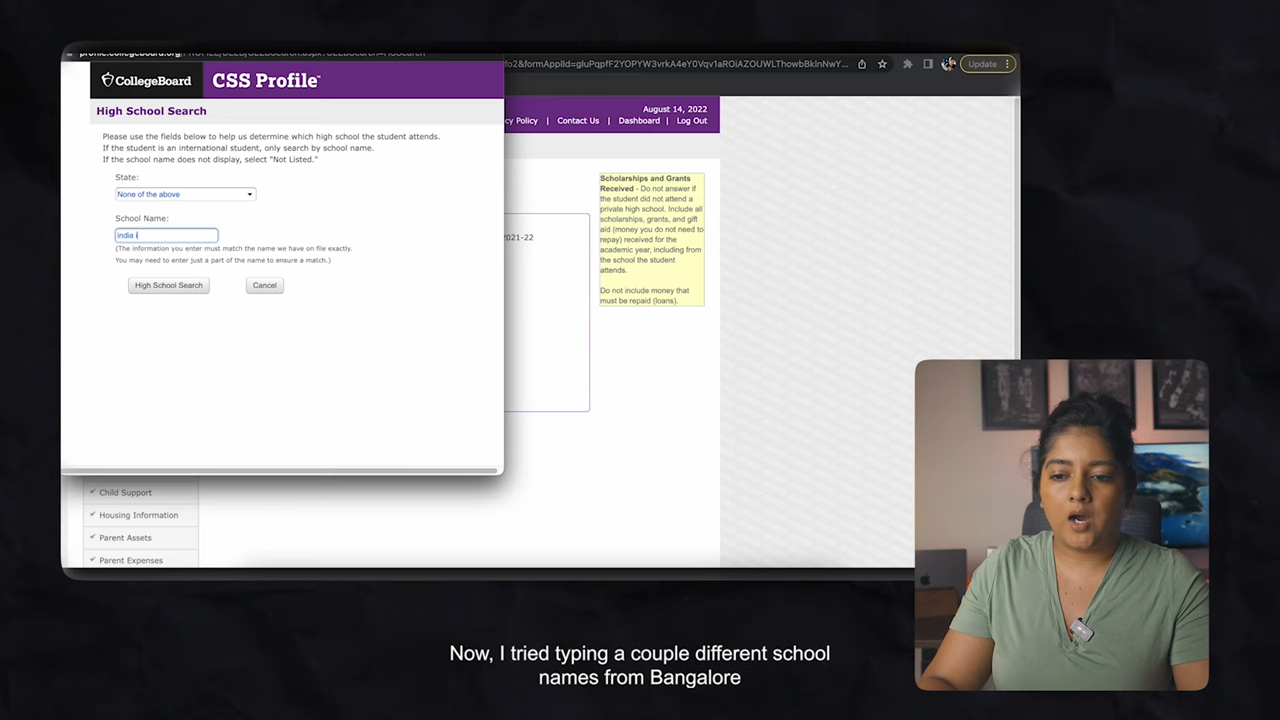 CollegeBoard
CSS Profile
High School Search
Please use the fields below to help us determine which high school the student attends.
If the student is an international student, only search by school name.
If the school name does not display, select "Not Listed."
State:
None of the above
School Name:
india i
(The information you enter must match the name we have on file exactly.
You may need to enter just a part of the name to ensure a match.)
High School Search
Cancel
Update
August 14, 2022
cy Policy | Contact Us | Dashboard | Log Out
Scholarships and Grants
Received - Do not answer if
the student did not attend a
private high school. Include all
scholarships, grants, and gift
aid (money you do not need to
repay) received for the
academic year, including from
the school the student
attends.
Do not include money that
must be repaid (loans).
2021-22
Child Support
Housing Information
Parent Assets
Parent Expenses
Now, I tried typing a couple different school
names from Bangalore